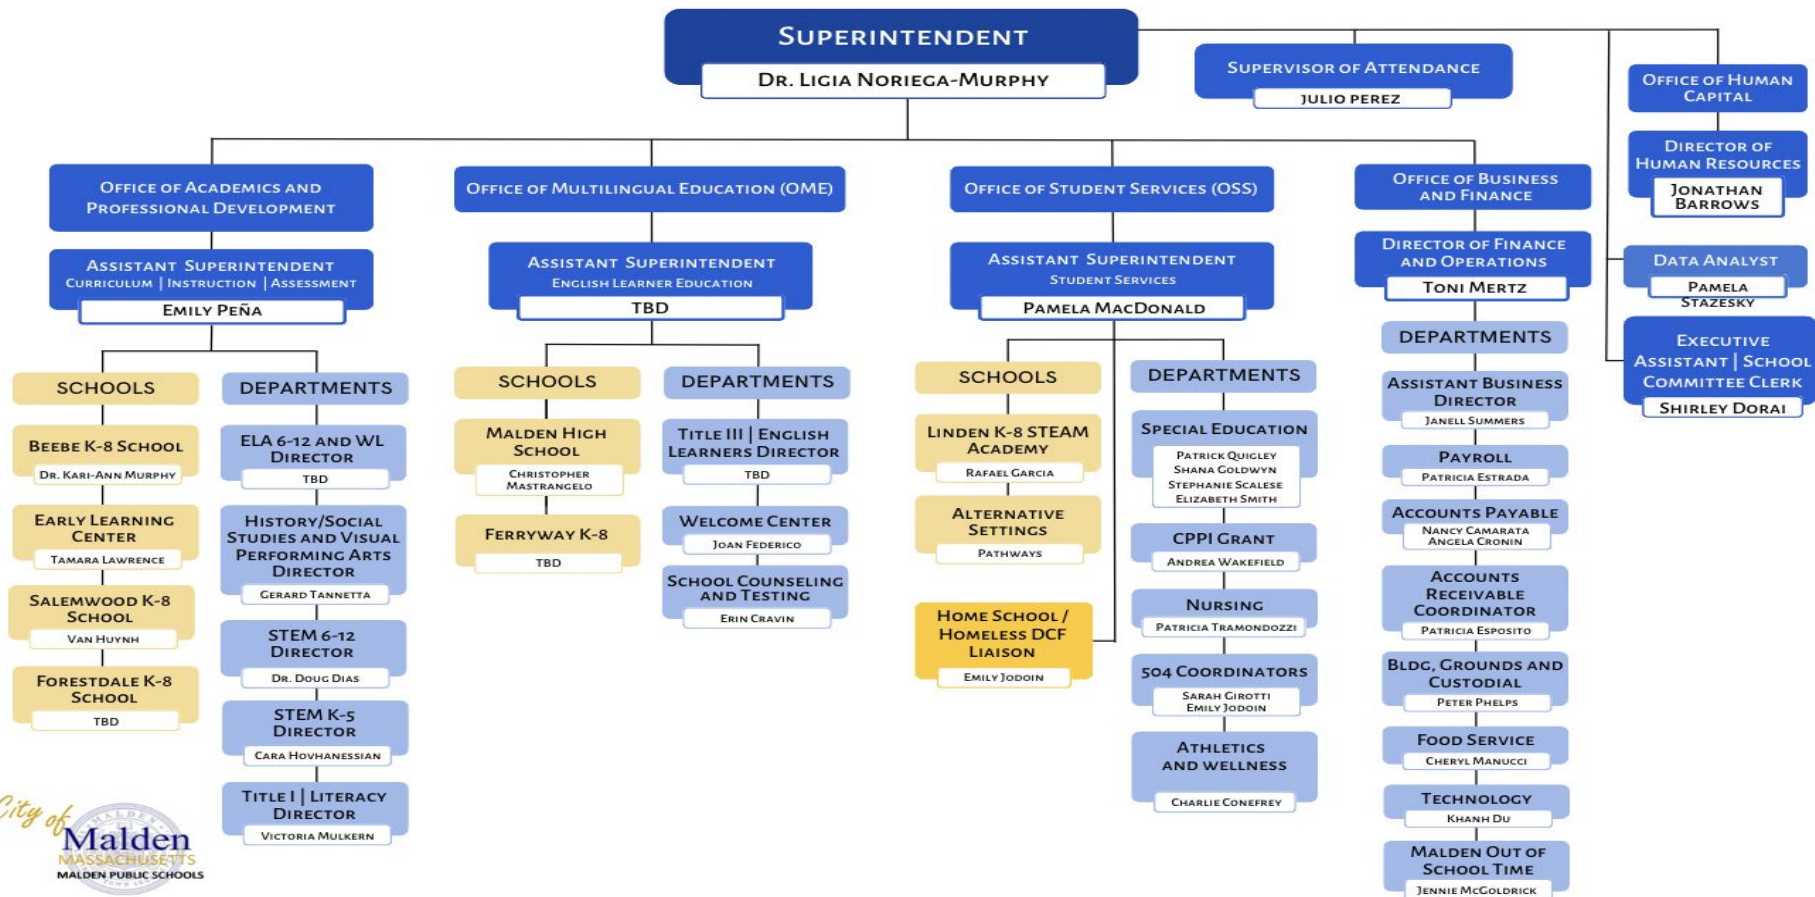 SUPERINTENDENT
DR. LIGIA NORIEGA-MURPHY
SUPERVISOR OF ATTENDANCE
JULIO PEREZ
OFFICE OF HUMAN
CAPITAL
DIRECTOR OF
HUMAN RESOURCES
JONATHAN
BARROWS
DATA ANALYST
PAMELA
STAZESKY
EXECUTIVE
ASSISTANT | SCHOOL
COMMITTEE CLERK
SHIRLEY DORAI
OFFICE OF ACADEMICS AND
PROFESSIONAL DEVELOPMENT
ASSISTANT SUPERINTENDENT
CURRICULUM | INSTRUCTION | ASSESSMENT
EMILY PEÑA
SCHOOLS
BEEBE K-8 SCHOOL
DR. KARI-ANN MURPHY
EARLY LEARNING
CENTER
TAMARA LAWRENCE
SALEMWOOD K-8
SCHOOL
VAN HUYNH
FORESTDALE K-8
SCHOOL
TBD
DEPARTMENTS
ELA 6-12 AND WL
DIRECTOR
TBD
HISTORY/SOCIAL
STUDIES AND VISUAL
PERFORMING ARTS
DIRECTOR
GERARD TANNETTA
STEM 6-12
DIRECTOR
DR. DOUG DIAS
STEM K-5
DIRECTOR
CARA HOVHANESSIAN
TITLE I | LITERACY
DIRECTOR
VICTORIA MULKERN
OFFICE OF MULTILINGUAL EDUCATION (OME)
ASSISTANT SUPERINTENDENT
ENGLISH LEARNER EDUCATION
TBD
SCHOOLS
MALDEN HIGH
SCHOOL
CHRISTOPHER
MASTRANGELO
FERRYWAY K-8
TBD
DEPARTMENTS
TITLE III | ENGLISH
LEARNERS DIRECTOR
TBD
WELCOME CENTER
JOAN FEDERICO
SCHOOL COUNSELING
AND TESTING
ERIN CRAVIN
OFFICE OF STUDENT SERVICES (OSS)
ASSISTANT SUPERINTENDENT
STUDENT SERVICES
PAMELA MACDONALD
SCHOOLS
LINDEN K-8 STEAM
ACADEMY
RAFAEL GARCIA
ALTERNATIVE
SETTINGS
PATHWAYS
HOME SCHOOL /
HOMELESS DCF
LIAISON
EMILY JODOIN
DEPARTMENTS
SPECIAL EDUCATION
PATRICK QUIGLEY
SHANA GOLDWYN
STEPHANIE SCALESE
ELIZABETH SMITH
CPPI GRANT
ANDREA WAKEFIELD
NURSING
PATRICIA TRAMONDOZZI
504 COORDINATORS
SARAH GIROTTI
EMILY JODOIN
ATHLETICS
AND WELLNESS
CHARLIE CONEFREY
OFFICE OF BUSINESS
AND FINANCE
DIRECTOR OF FINANCE
AND OPERATIONS
TONI MERTZ
DEPARTMENTS
ASSISTANT BUSINESS
DIRECTOR
JANELL SUMMERS
PAYROLL
PATRICIA ESTRADA
ACCOUNTS PAYABLE
NANCY CAMARATA
ANGELA CRONIN
ACCOUNTS
RECEIVABLE
COORDINATOR
PATRICIA ESPOSITO
BLDG, GROUNDS AND
CUSTODIAL
PETER PHELPS
FOOD SERVICE
CHERYL MANUCCI
TECHNOLOGY
KHANH DU
MALDEN OUT OF
SCHOOL TIME
JENNIE MCGOLDRICK
City of
Malden
MASSACHUSETTS
MALDEN PUBLIC SCHOOLS